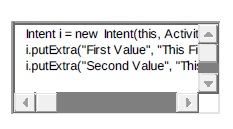 Intent i = new Intent(this, Activit
i.putExtra("First Value", "This Fi
i.putExtra("Second Value", "This